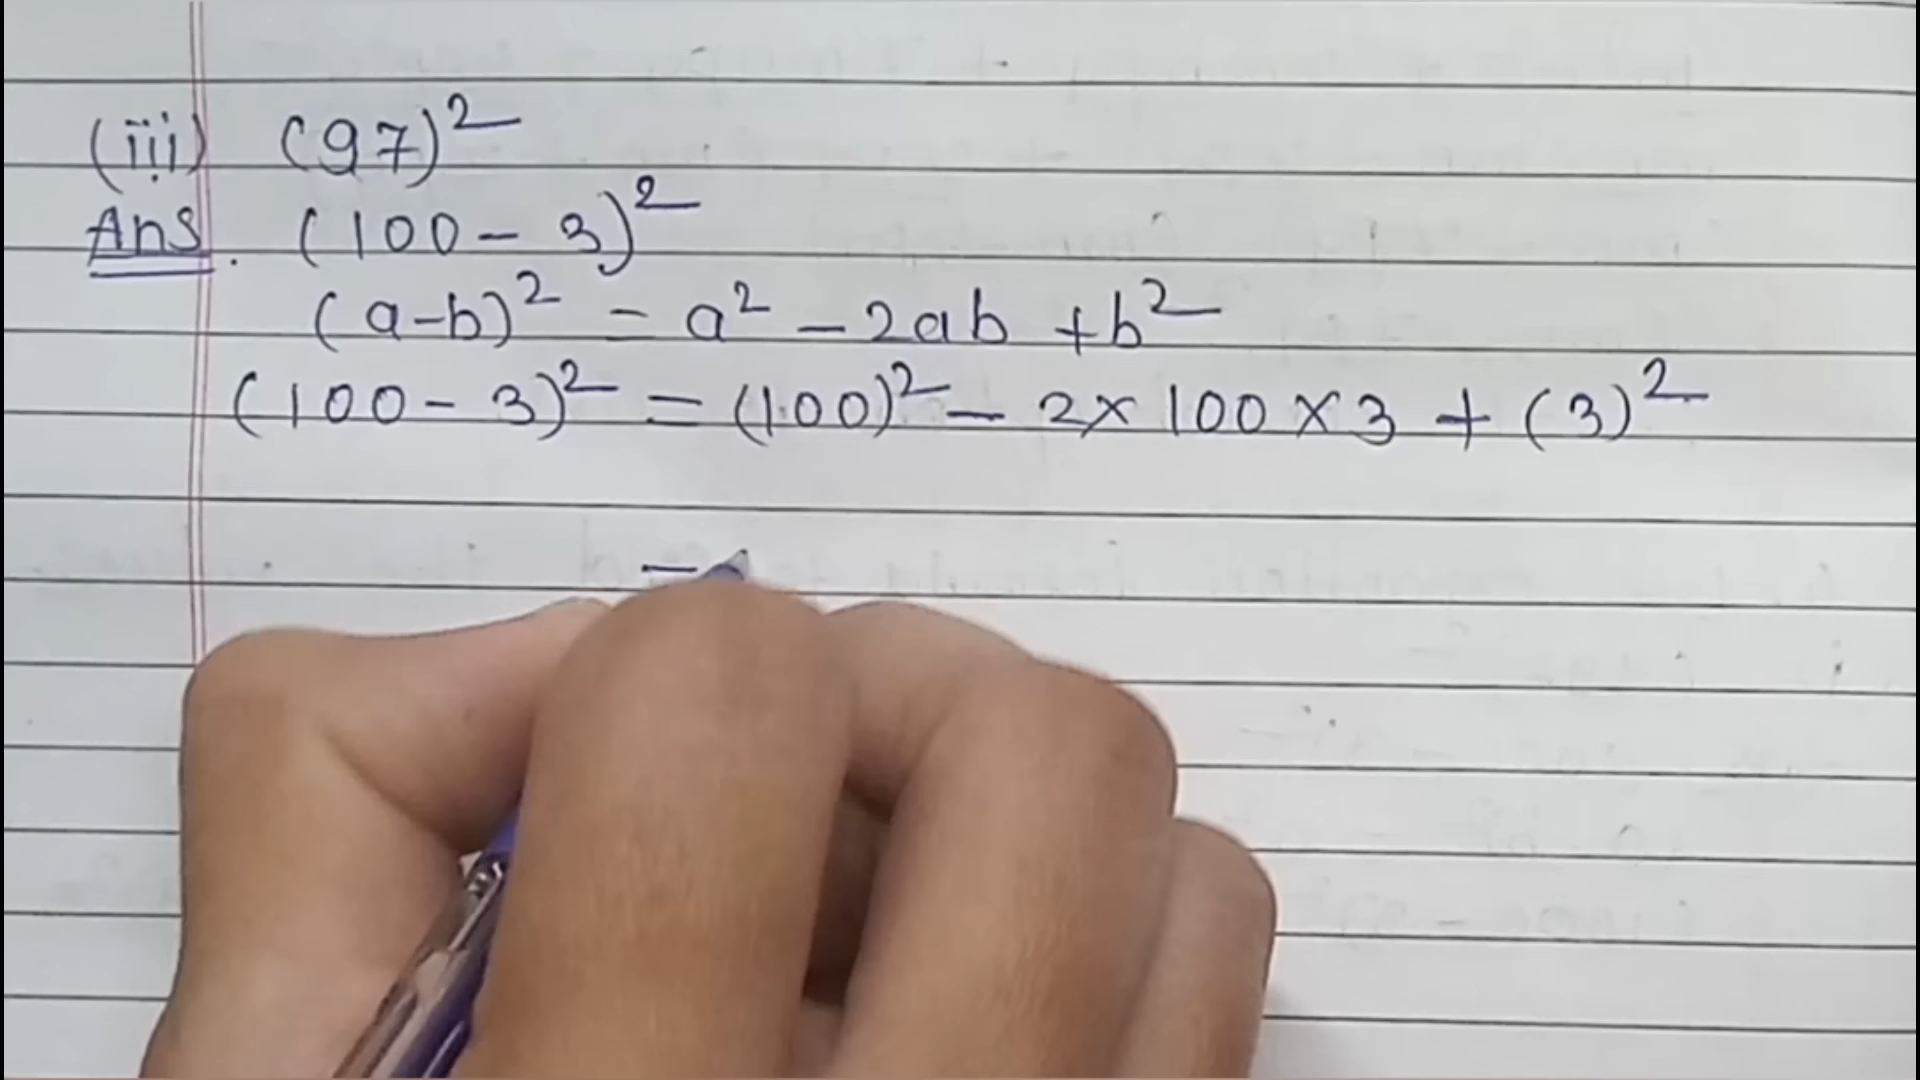 (iii) (97)²
Ans. (100 - 3)²
(a-b)² = a² - 2ab + b²
(100 - 3)² = (100)² - 2 × 100 × 3 + (3)²